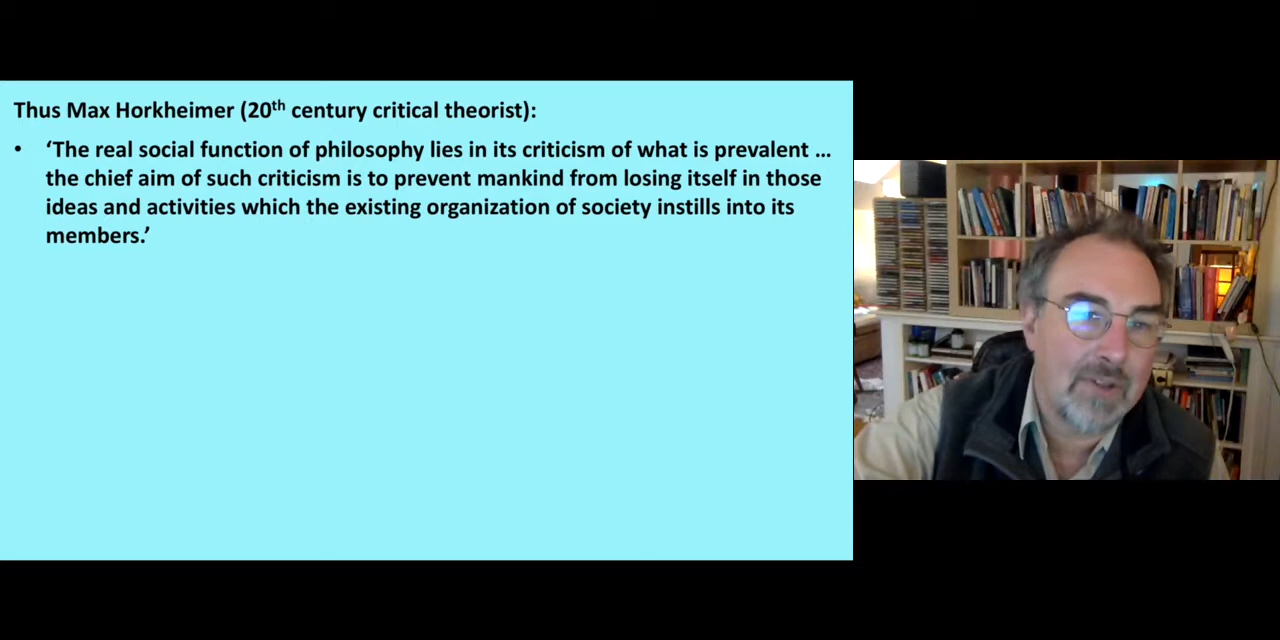 Thus Max Horkheimer (20th century critical theorist):
• ‘The real social function of philosophy lies in its criticism of what is prevalent …
the chief aim of such criticism is to prevent mankind from losing itself in those
ideas and activities which the existing organization of society instills into its
members.’